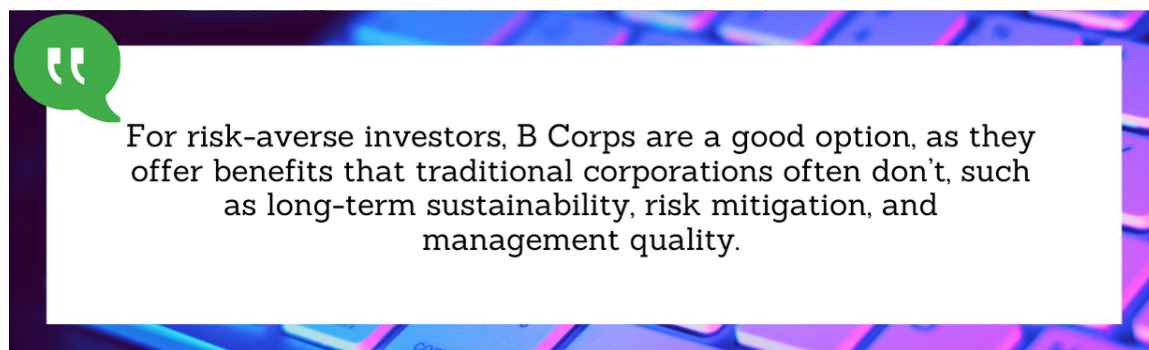 For risk-averse investors, B Corps are a good option, as they
offer benefits that traditional corporations often don't, such
as long-term sustainability, risk mitigation, and
management quality.